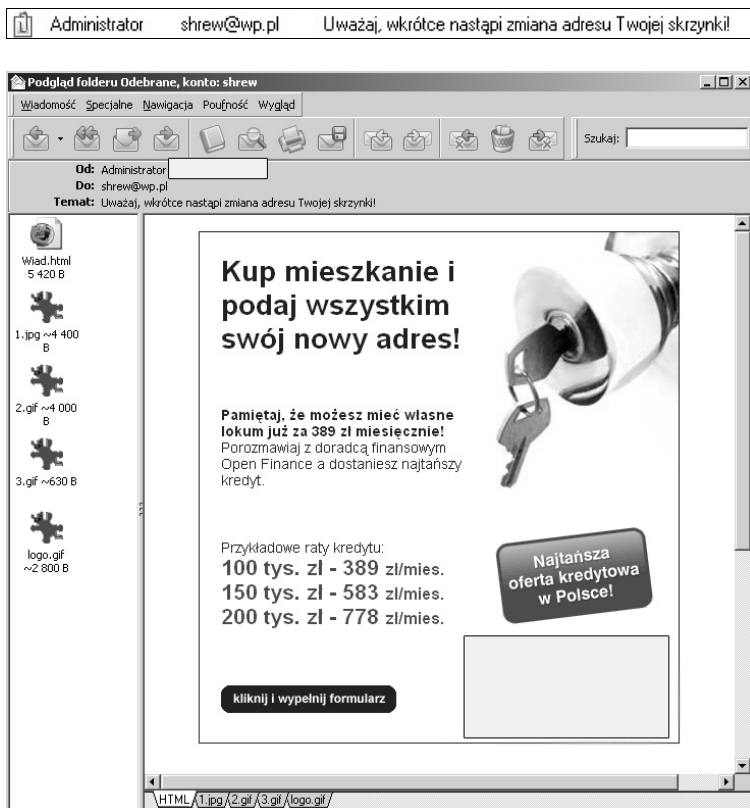 Administrator shrew@wp.pl Uważaj, wkrótce nastąpi zmiana adresu Twojej skrzynki!
Podgląd folderu Odebrane, konto: shrew
Wiadomość Specjalne Nawigacja Poufność Wygląd
Szukaj:
Od: Administrator
Do: shrew@wp.pl
Temat: Uważaj, wkrótce nastąpi zmiana adresu Twojej skrzynki!
Wiad.html
5 420 B
1.jpg ~4 400
B
2.gif ~4 000
B
3.gif ~630 B
logo.gif
~2 800 B
Kup mieszkanie i
podaj wszystkim
swój nowy adres!
Pamiętaj, że możesz mieć własne
lokum już za 389 zł miesięcznie!
Porozmawiaj z doradcą finansowym
Open Finance a dostaniesz najtańszy
kredyt.
Przykładowe raty kredytu:
100 tys. zł - 389 zł/mies.
150 tys. zł - 583 zł/mies.
200 tys. zł - 778 zł/mies.
Najtańsza
oferta kredytowa
w Polsce!
kliknij i wypełnij formularz
HTML 1.jpg 2.gif 3.gif logo.gif